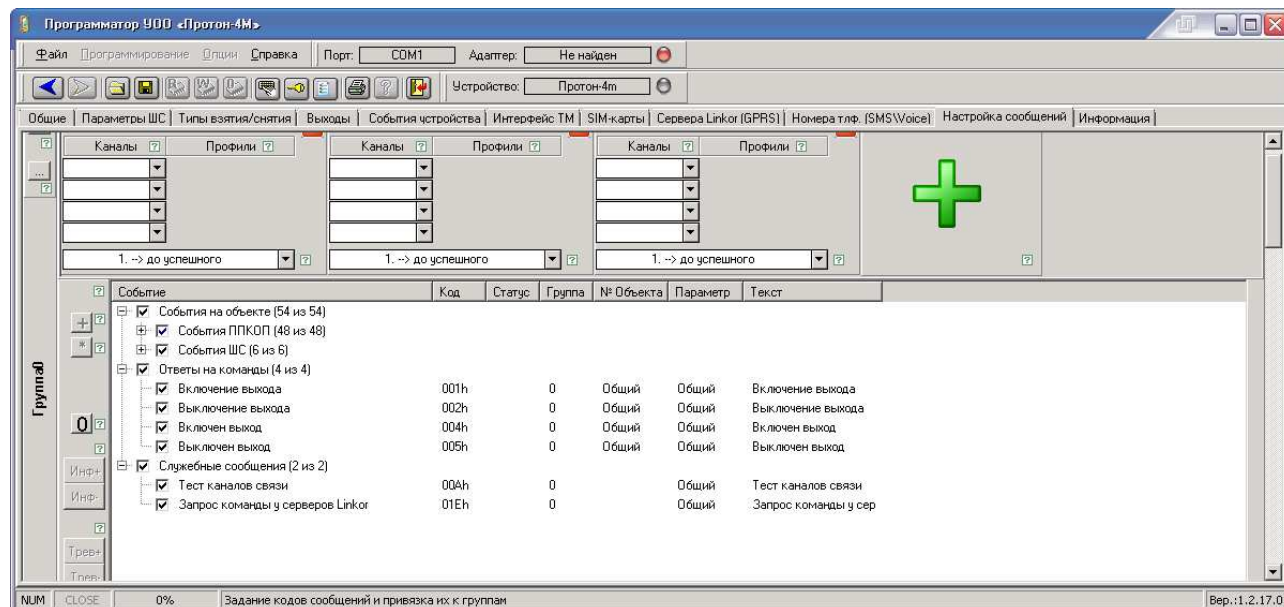 Программатор УОО «Протон-4М»
Файл Программирование Опции Справка Порт: COM1 Адаптер: Не найден
Устройство: Протон-4m
Общие Параметры ШС Типы взятия/снятия Выходы События устройства Интерфейс ТМ SIM-карты Сервера Linkor (GPRS) Номера тлф. (SMS\Voice) Настройка сообщений Информация
Каналы ? Профили ? Каналы ? Профили ? Каналы ? Профили ?
...
1. --> до успешного ? 1. --> до успешного ? 1. --> до успешного ? ?
Событие Код Статус Группа № Объекта Параметр Текст
События на объекте (54 из 54)
События ППКОП (48 из 48)
События ШС (6 из 6)
Ответы на команды (4 из 4)
Включение выхода 001h 0 Общий Общий Включение выхода
Выключение выхода 002h 0 Общий Общий Выключение выхода
Включен выход 004h 0 Общий Общий Включен выход
Выключен выход 005h 0 Общий Общий Выключен выход
Служебные сообщения (2 из 2)
Тест каналов связи 00Ah 0 Общий Тест каналов связи
Запрос команды у серверов Linkor 01Eh 0 Общий Запрос команды у сер
Группа0
+ ?
* ?
0 ?
Инф+
Инф-
Трев+
Трев-
NUM CLOSE 0% Задание кодов сообщений и привязка их к группам Вер.:1.2.17.0